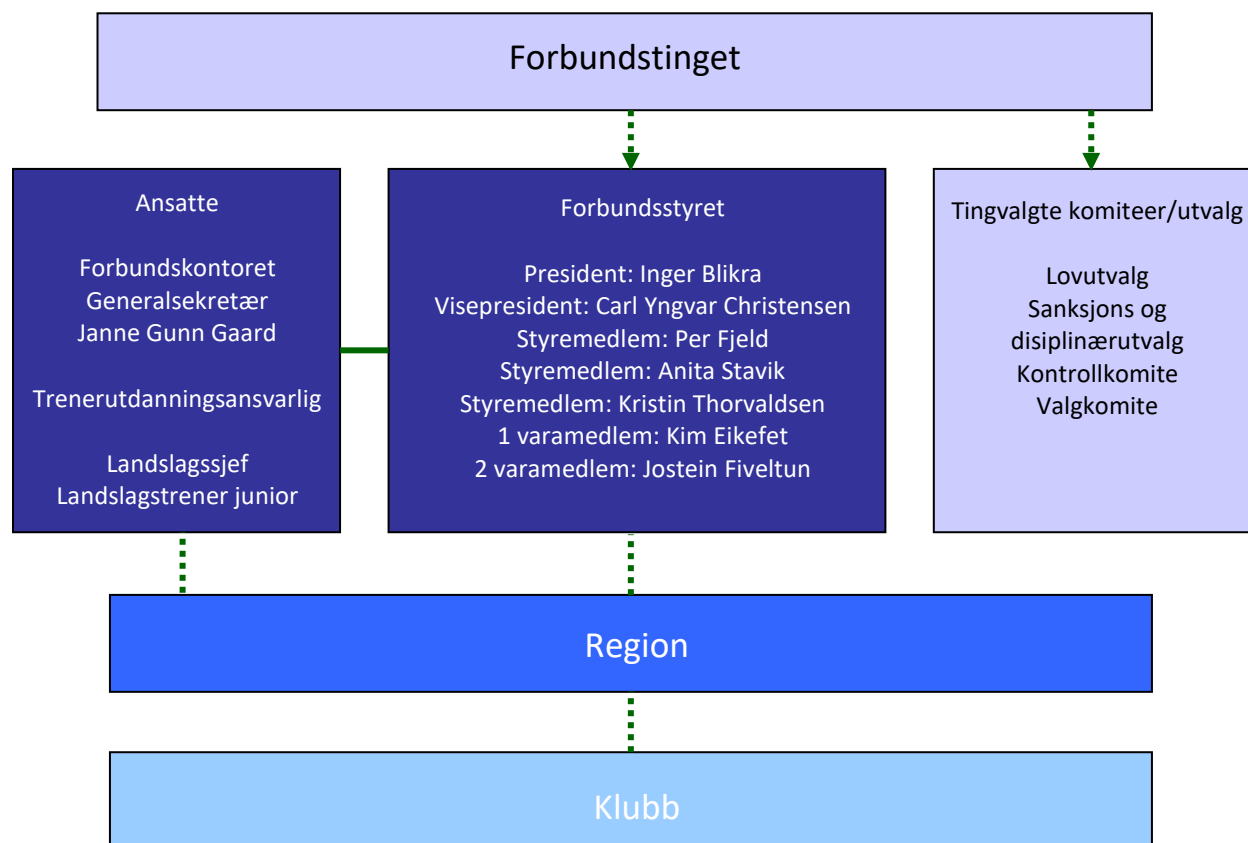 Forbundstinget
Ansatte
Forbundskontoret
Generalsekretær
Janne Gunn Gaard
Trenerutdanningsansvarlig
Landslagssjef
Landslagstrener junior
Forbundsstyret
President: Inger Blikra
Visepresident: Carl Yngvar Christensen
Styremedlem: Per Fjeld
Styremedlem: Anita Stavik
Styremedlem: Kristin Thorvaldsen
1 varamedlem: Kim Eikefet
2 varamedlem: Jostein Fiveltun
Tingvalgte komiteer/utvalg
Lovutvalg
Sanksjons og
disiplinærutvalg
Kontrollkomite
Valgkomite
Region
Klubb